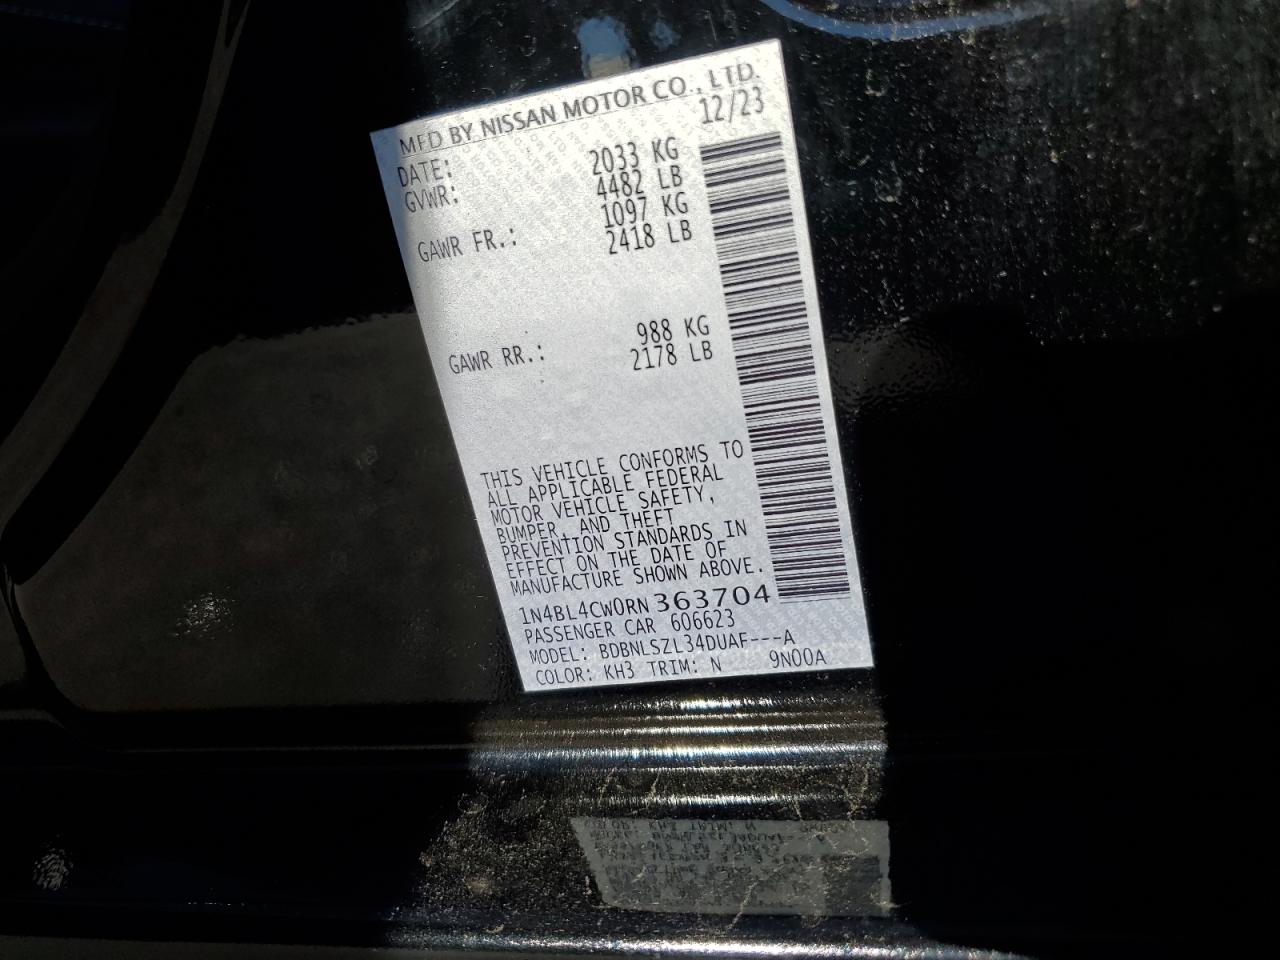 MFD BY NISSAN MOTOR CO., LTD.
DATE: 12/23
GVWR: 2033 KG
4482 LB
GAWR FR.: 1097 KG
2418 LB
GAWR RR.: 988 KG
2178 LB
THIS VEHICLE CONFORMS TO
ALL APPLICABLE FEDERAL
MOTOR VEHICLE SAFETY,
BUMPER, AND THEFT
PREVENTION STANDARDS IN
EFFECT ON THE DATE OF
MANUFACTURE SHOWN ABOVE.
1N4BL4CW0RN363704
PASSENGER CAR 606623
MODEL: BDBNLSZL34DUAF---A
COLOR: KH3 TRIM: N 9N00A